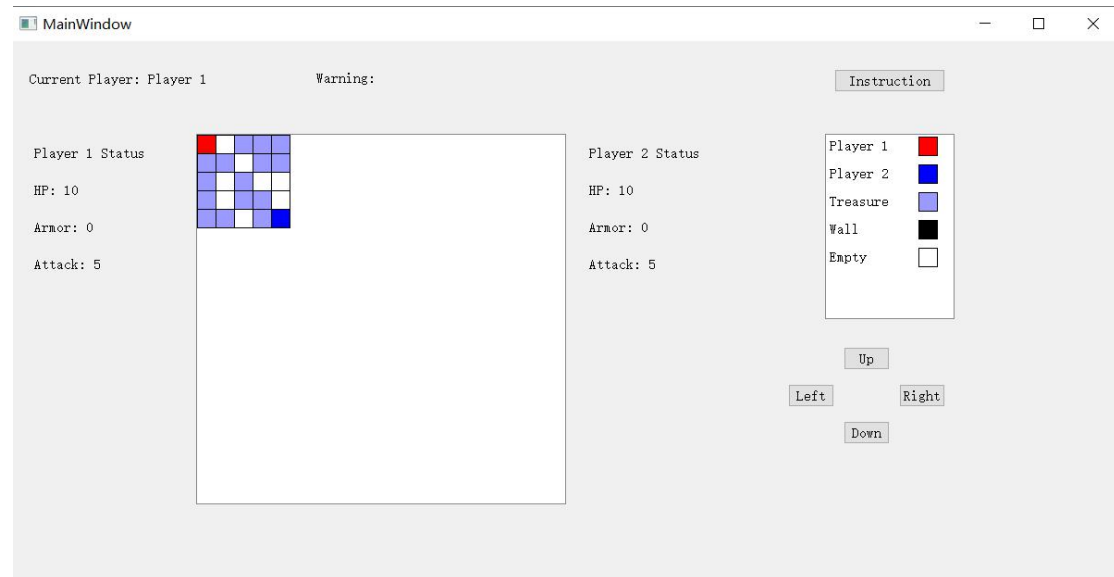 MainWindow
Current Player: Player 1
Warning:
Instruction
Player 1 Status
HP: 10
Armor: 0
Attack: 5
Player 2 Status
HP: 10
Armor: 0
Attack: 5
Player 1
Player 2
Treasure
Wall
Empty
Up
Left
Right
Down